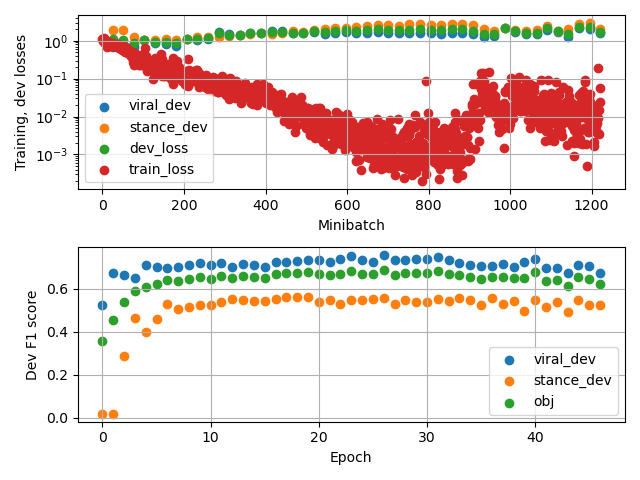 Training, dev losses
10⁰
10⁻¹
10⁻²
10⁻³
viral_dev
stance_dev
dev_loss
train_loss
0 200 400 600 800 1000 1200
Minibatch
Dev F1 score
0.6
0.4
0.2
0.0
viral_dev
stance_dev
obj
0 10 20 30 40
Epoch